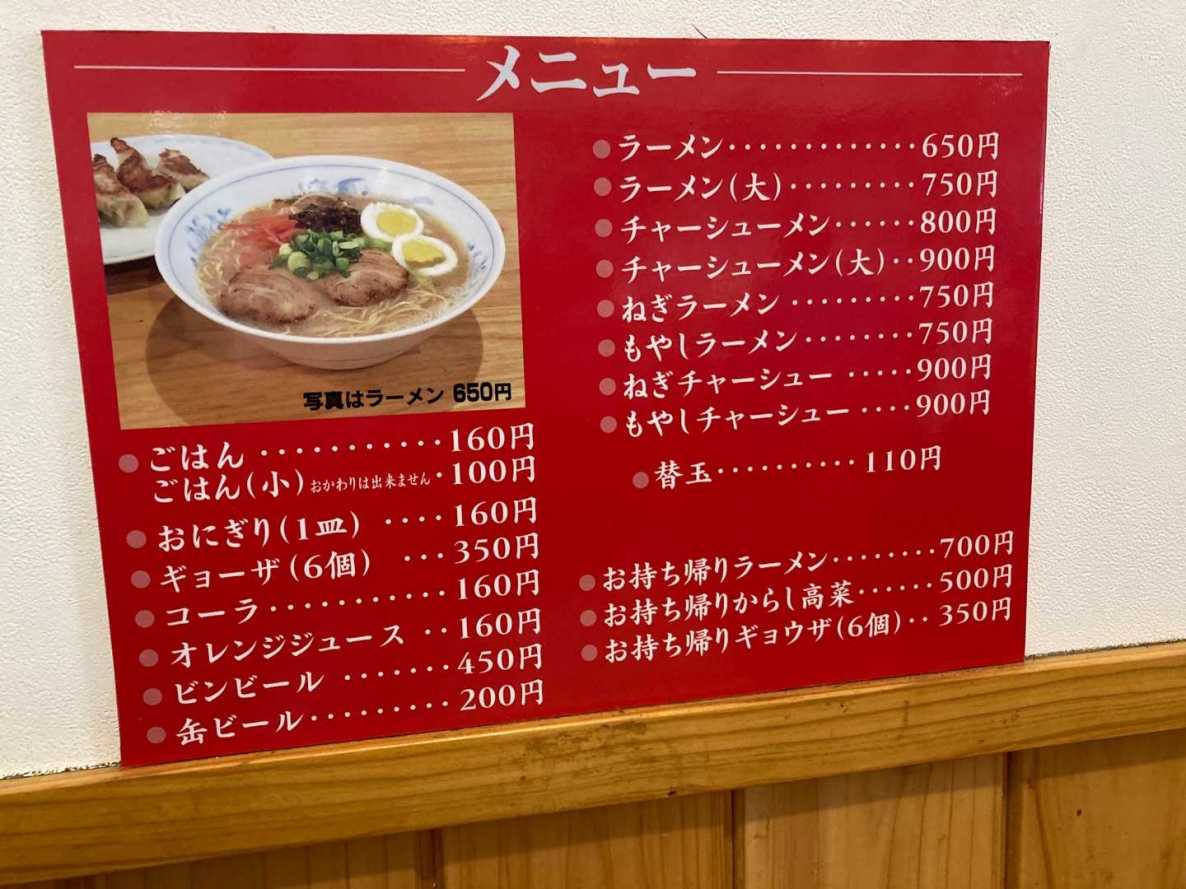 メニュー
写真はラーメン 650円
ごはん ・・・・・・・・・・・ 160円
ごはん(小)おかわりは出来ません・100円
おにぎり(1皿) ・・・・ 160円
ギョーザ(6個) ・・・ 350円
コーラ・・・・・・・・・・・ 160円
オレンジジュース ・・ 160円
ビンビール ・・・・・・・ 450円
缶ビール・・・・・・・・・ 200円
ラーメン・・・・・・・・・・・・・ 650円
ラーメン(大)・・・・・・・・・ 750円
チャーシューメン・・・・・・ 800円
チャーシューメン(大)・・900円
ねぎラーメン ・・・・・・・・・ 750円
もやしラーメン・・・・・・・・ 750円
ねぎチャーシュー ・・・・・ 900円
もやしチャーシュー ・・・・ 900円
替玉・・・・・・・・・・ 110円
お持ち帰りラーメン・・・・・・・・700円
お持ち帰りからし高菜・・・・・・500円
お持ち帰りギョウザ(6個)・・350円